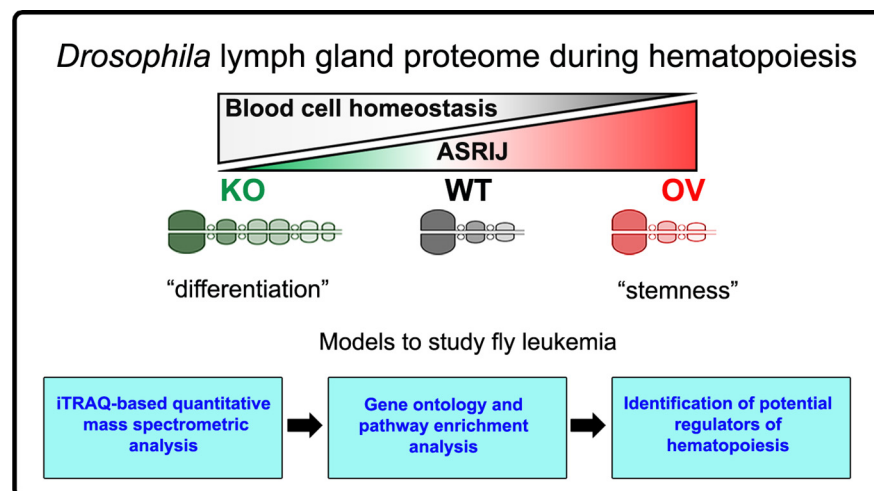 Drosophila lymph gland proteome during hematopoiesis
Blood cell homeostasis
ASRIJ
KO WT OV
“differentiation” “stemness”
Models to study fly leukemia
iTRAQ-based quantitative
mass spectrometric
analysis
Gene ontology and
pathway enrichment
analysis
Identification of potential
regulators of
hematopoiesis